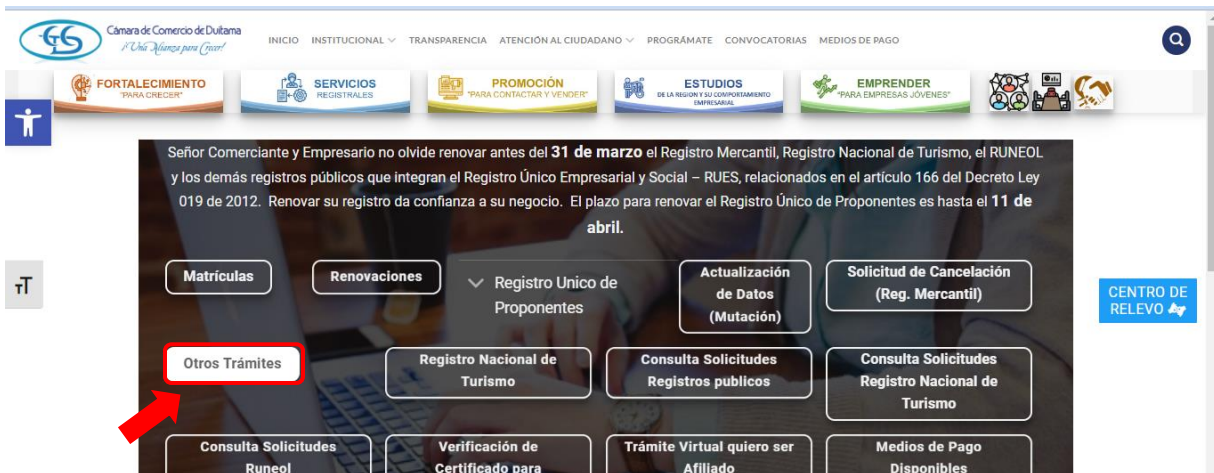 Cámara de Comercio de Duitama
¡Una Alianza para Crecer!
INICIO INSTITUCIONAL TRANSPARENCIA ATENCIÓN AL CIUDADANO PROGRÁMATE CONVOCATORIAS MEDIOS DE PAGO
FORTALECIMIENTO
"PARA CRECER"
SERVICIOS
REGISTRALES
PROMOCIÓN
"PARA CONTACTAR Y VENDER"
ESTUDIOS
DE LA REGION Y SU COMPORTAMIENTO
EMPRESARIAL
EMPRENDER
"PARA EMPRESAS JÓVENES"
Señor Comerciante y Empresario no olvide renovar antes del 31 de marzo el Registro Mercantil, Registro Nacional de Turismo, el RUNEOL
y los demás registros públicos que integran el Registro Único Empresarial y Social – RUES, relacionados en el artículo 166 del Decreto Ley
019 de 2012. Renovar su registro da confianza a su negocio. El plazo para renovar el Registro Único de Proponentes es hasta el 11 de
abril.
Matrículas
Renovaciones
Registro Unico de
Proponentes
Actualización
de Datos
(Mutación)
Solicitud de Cancelación
(Reg. Mercantil)
CENTRO DE
RELEVO
TT
Otros Trámites
Registro Nacional de
Turismo
Consulta Solicitudes
Registros publicos
Consulta Solicitudes
Registro Nacional de
Turismo
Consulta Solicitudes
Runeol
Verificación de
Certificado para
Trámite Virtual quiero ser
Afiliado
Medios de Pago
Disponibles